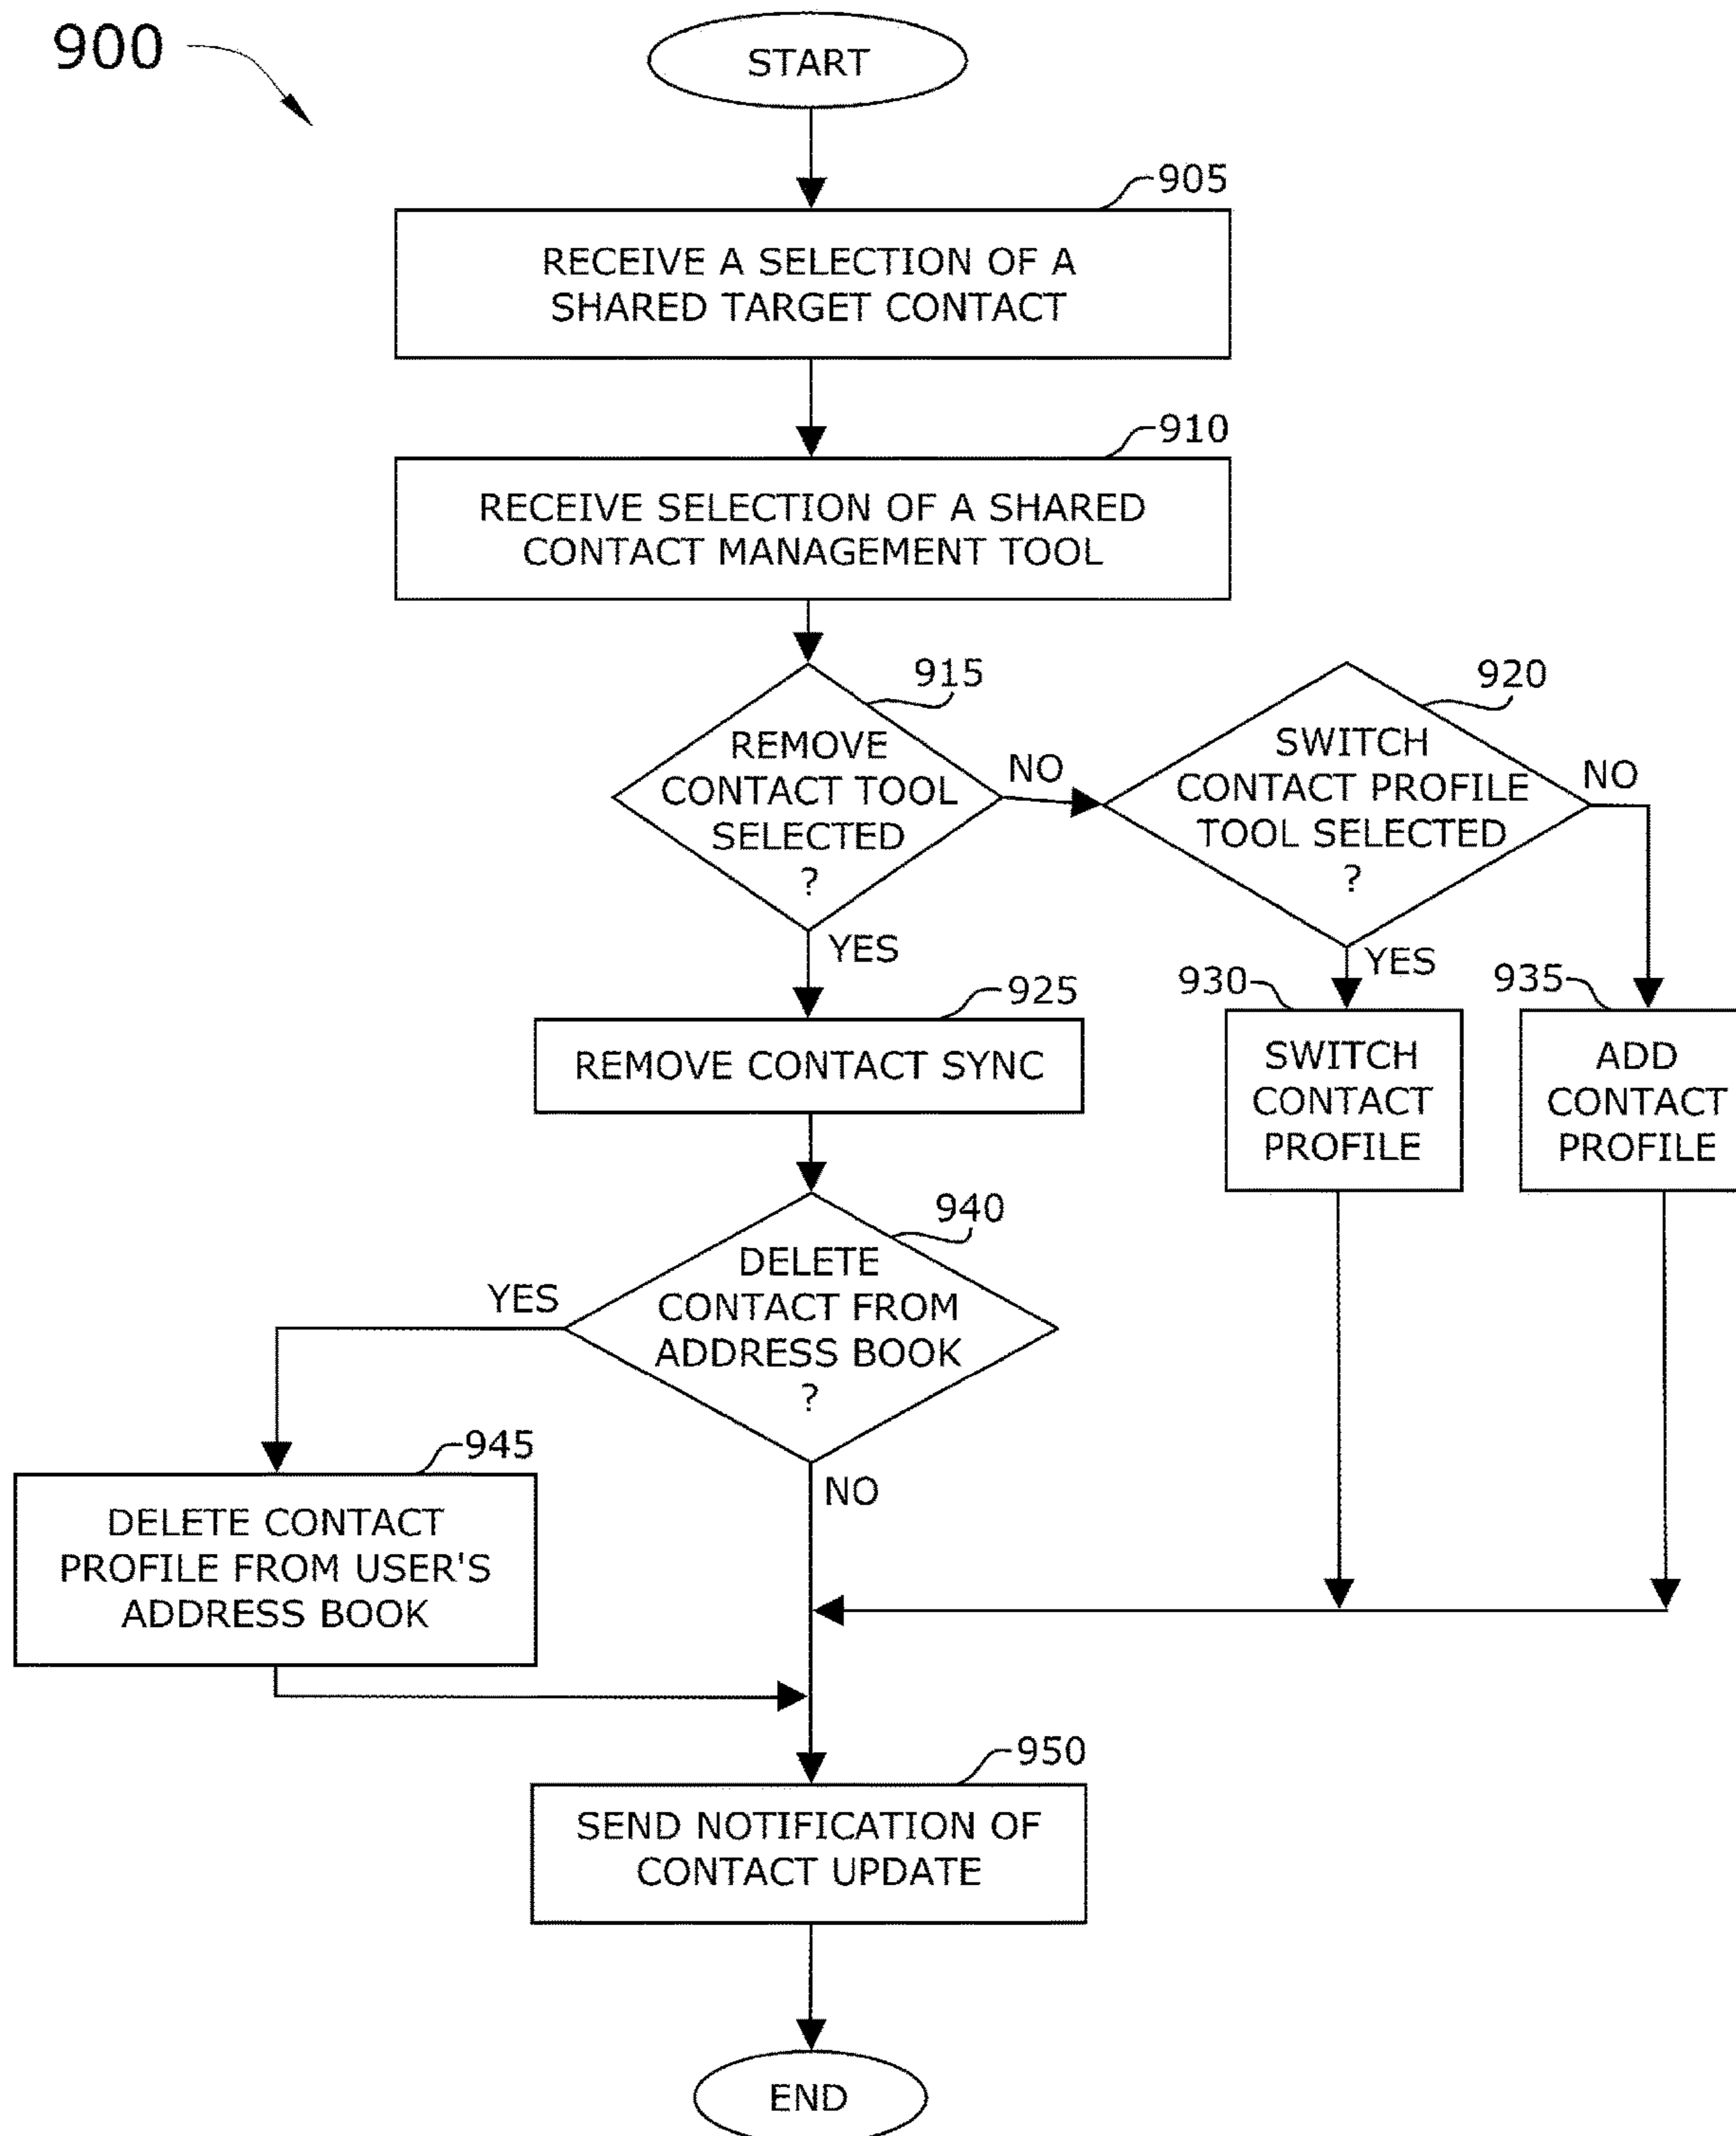 900
START
905
RECEIVE A SELECTION OF A
SHARED TARGET CONTACT
910
RECEIVE SELECTION OF A SHARED
CONTACT MANAGEMENT TOOL
915
REMOVE
CONTACT TOOL
SELECTED
?
NO
920
SWITCH
CONTACT PROFILE
TOOL SELECTED
?
NO
YES
YES
925
REMOVE CONTACT SYNC
930
SWITCH
CONTACT
PROFILE
935
ADD
CONTACT
PROFILE
940
DELETE
CONTACT FROM
ADDRESS BOOK
?
YES
NO
945
DELETE CONTACT
PROFILE FROM USER'S
ADDRESS BOOK
950
SEND NOTIFICATION OF
CONTACT UPDATE
END